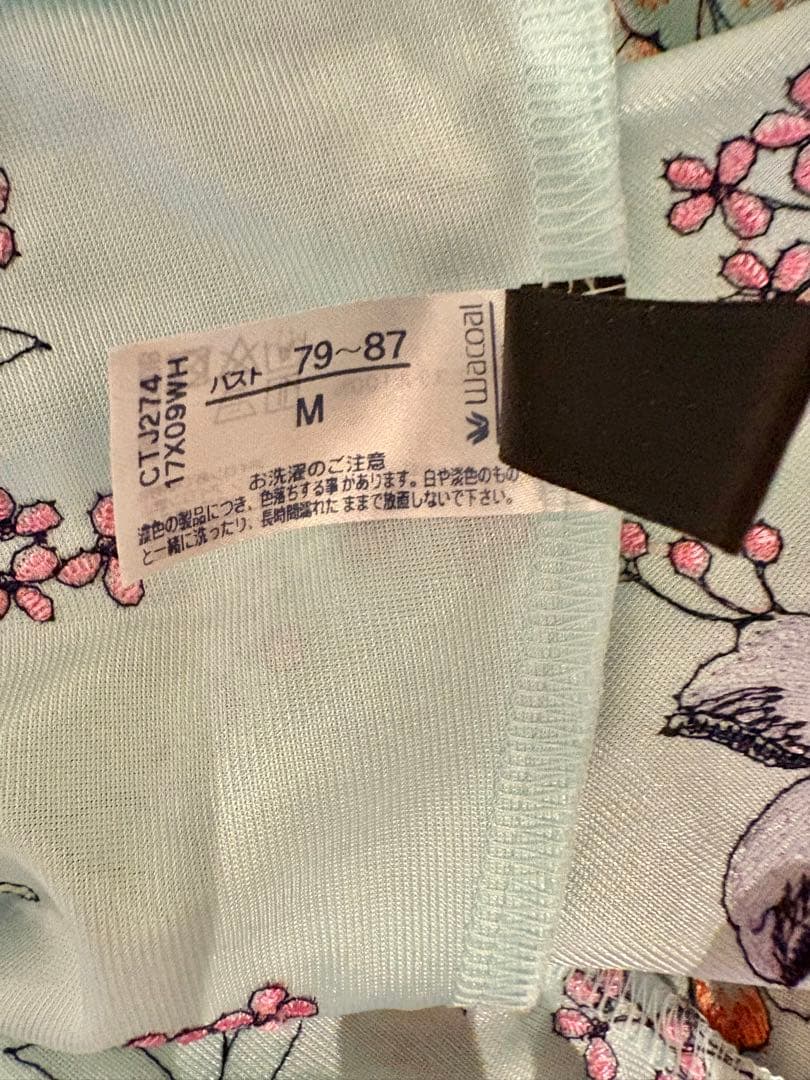 CTJ274
17X09WH
バスト 79~87
M
wacoal
お洗濯のご注意
濃色の製品につき、色落ちする事があります。白や淡色のもの
と一緒に洗ったり、長時間濡れたままで放置しないで下さい。